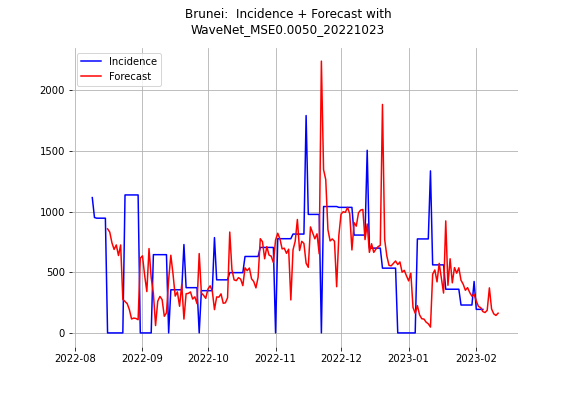 Brunei:  Incidence + Forecast with
WaveNet_MSE0.0050_20221023
Incidence
Forecast
2000
1500
1000
500
0
2022-08 2022-09 2022-10 2022-11 2022-12 2023-01 2023-02